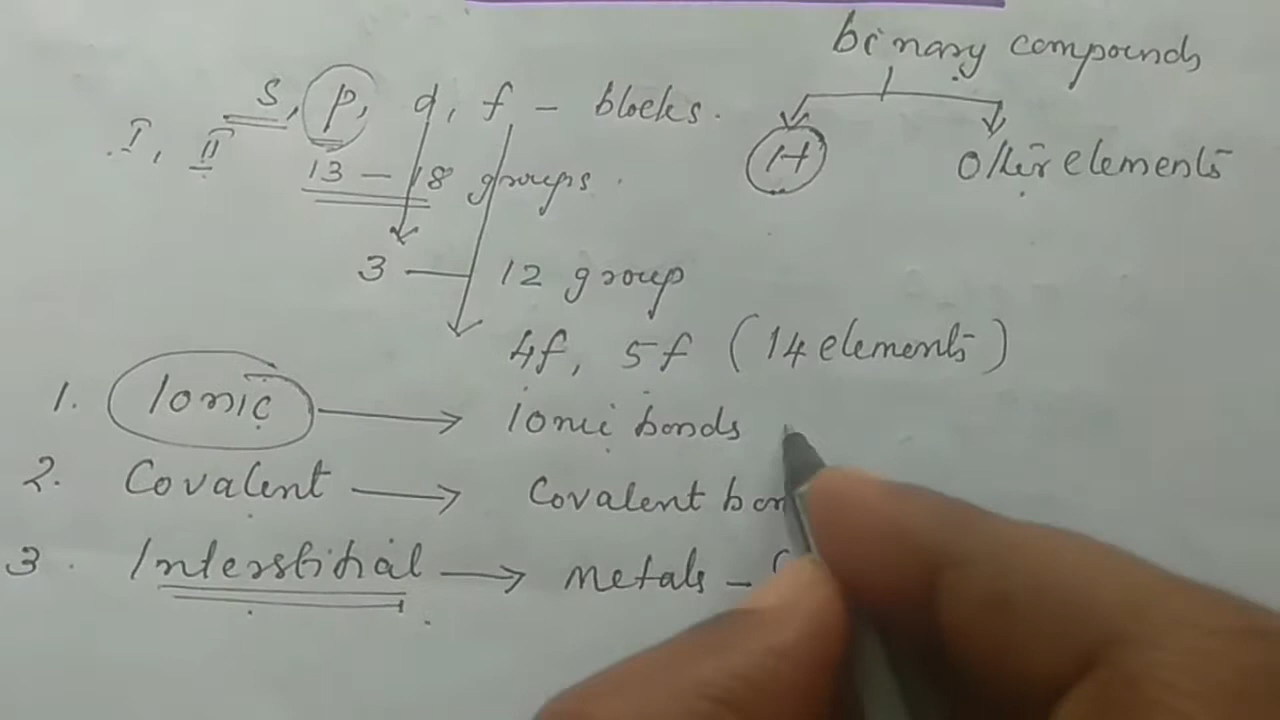 binary compounds
s, p, d, f - blocks.
I, II
H
other elements
13 - 18 groups.
3 — 12 group
4f, 5f (14 elements)
1. Ionic → Ionic bonds
2. Covalent → Covalent
3. Interstitial → metals -